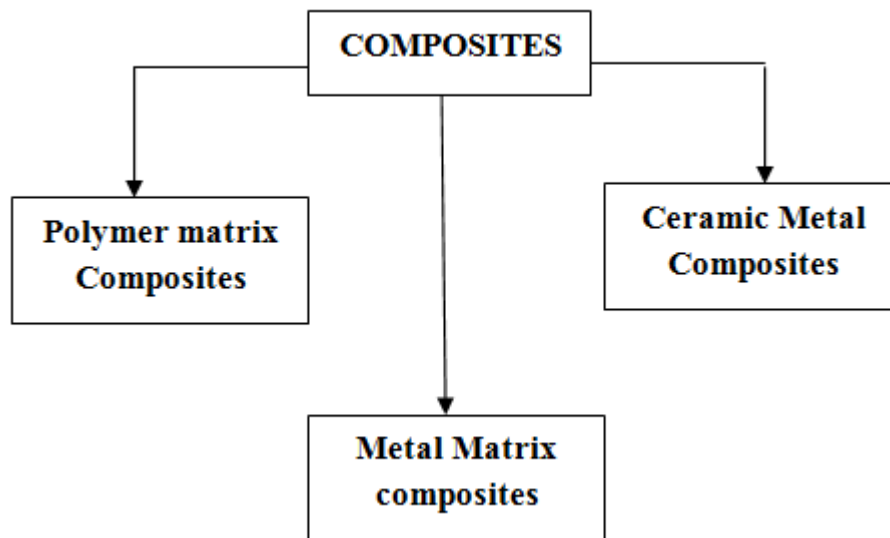 COMPOSITES
Polymer matrix
Composites
Ceramic Metal
Composites
Metal Matrix
composites